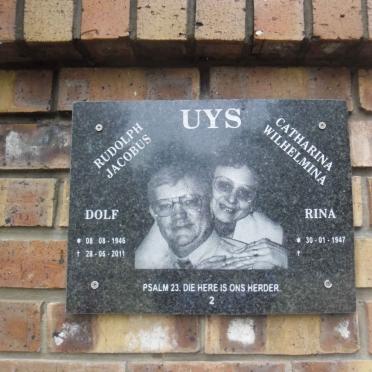 UYS
RUDOLPH
JACOBUS
CATHARINA
WILHELMINA
DOLF
* 08 - 08 - 1946
† 28 - 06 - 2011
RINA
* 30 - 01 - 1947
†
PSALM 23. DIE HERE IS ONS HERDER.
2